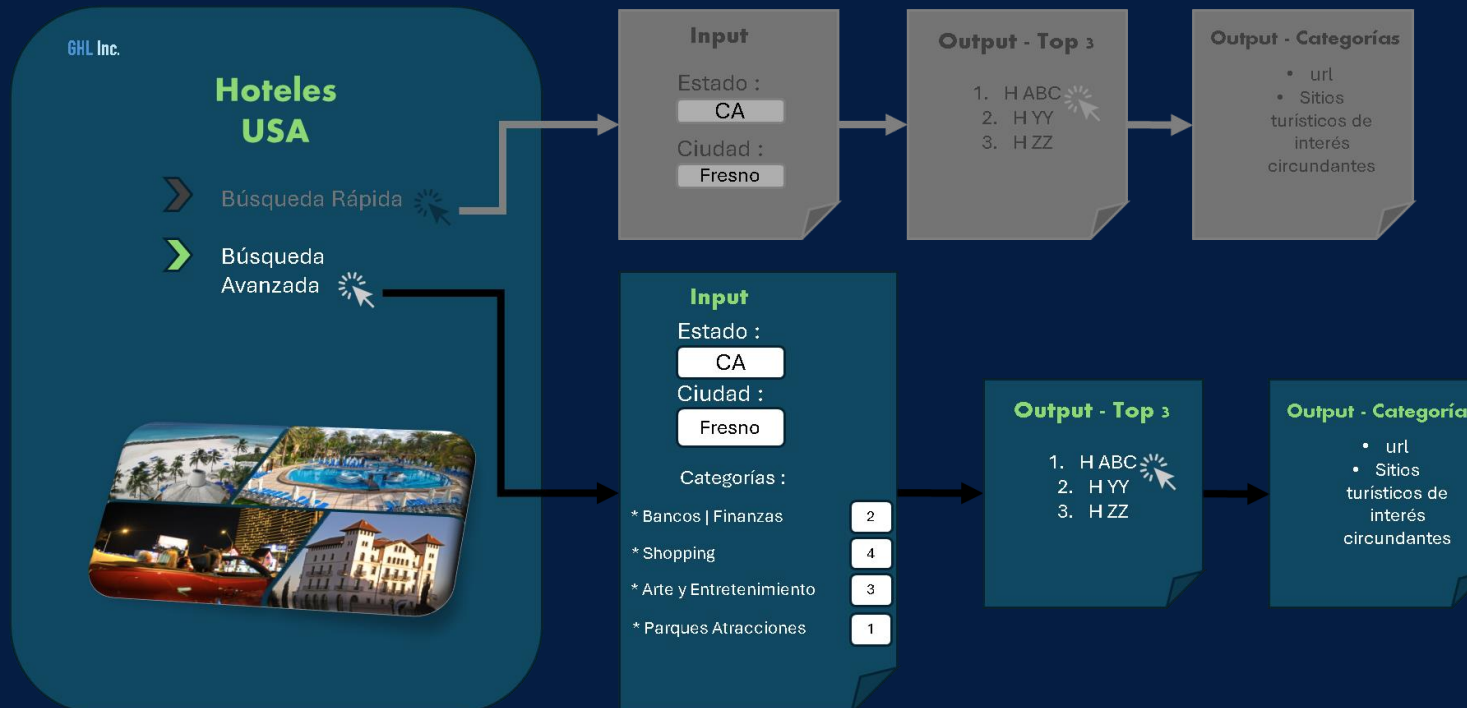 GHL Inc.
Hoteles
USA
Búsqueda Rápida
Búsqueda
Avanzada
Input
Estado :
CA
Ciudad :
Fresno
Output - Top 3
1. H ABC
2. H YY
3. H ZZ
Output - Categorías
• url
• Sitios
turísticos de
interés
circundantes
Input
Estado :
CA
Ciudad :
Fresno
Categorías :
* Bancos | Finanzas 2
* Shopping 4
* Arte y Entretenimiento 3
* Parques Atracciones 1
Output - Top 3
1. H ABC
2. H YY
3. H ZZ
Output - Categoría
• url
• Sitios
turísticos de
interés
circundantes